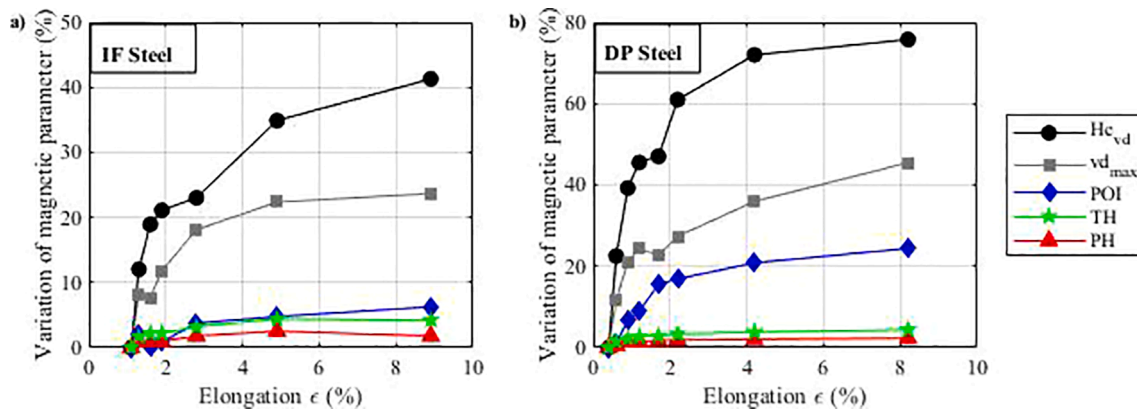 a)
IF Steel
Variation of magnetic parameter (%)
50
40
30
20
10
0
0 2 4 6 8 10
Elongation ϵ (%)
b)
DP Steel
Variation of magnetic parameter (%)
80
60
40
20
0
0 2 4 6 8 10
Elongation ϵ (%)
Hc_vd
vd_max
POI
TH
PH